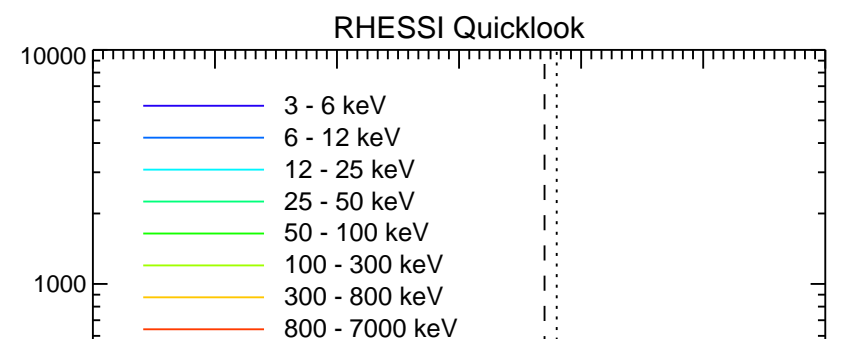 RHESSI Quicklook
10000
3 - 6 keV
6 - 12 keV
12 - 25 keV
25 - 50 keV
50 - 100 keV
100 - 300 keV
1000
300 - 800 keV
800 - 7000 keV